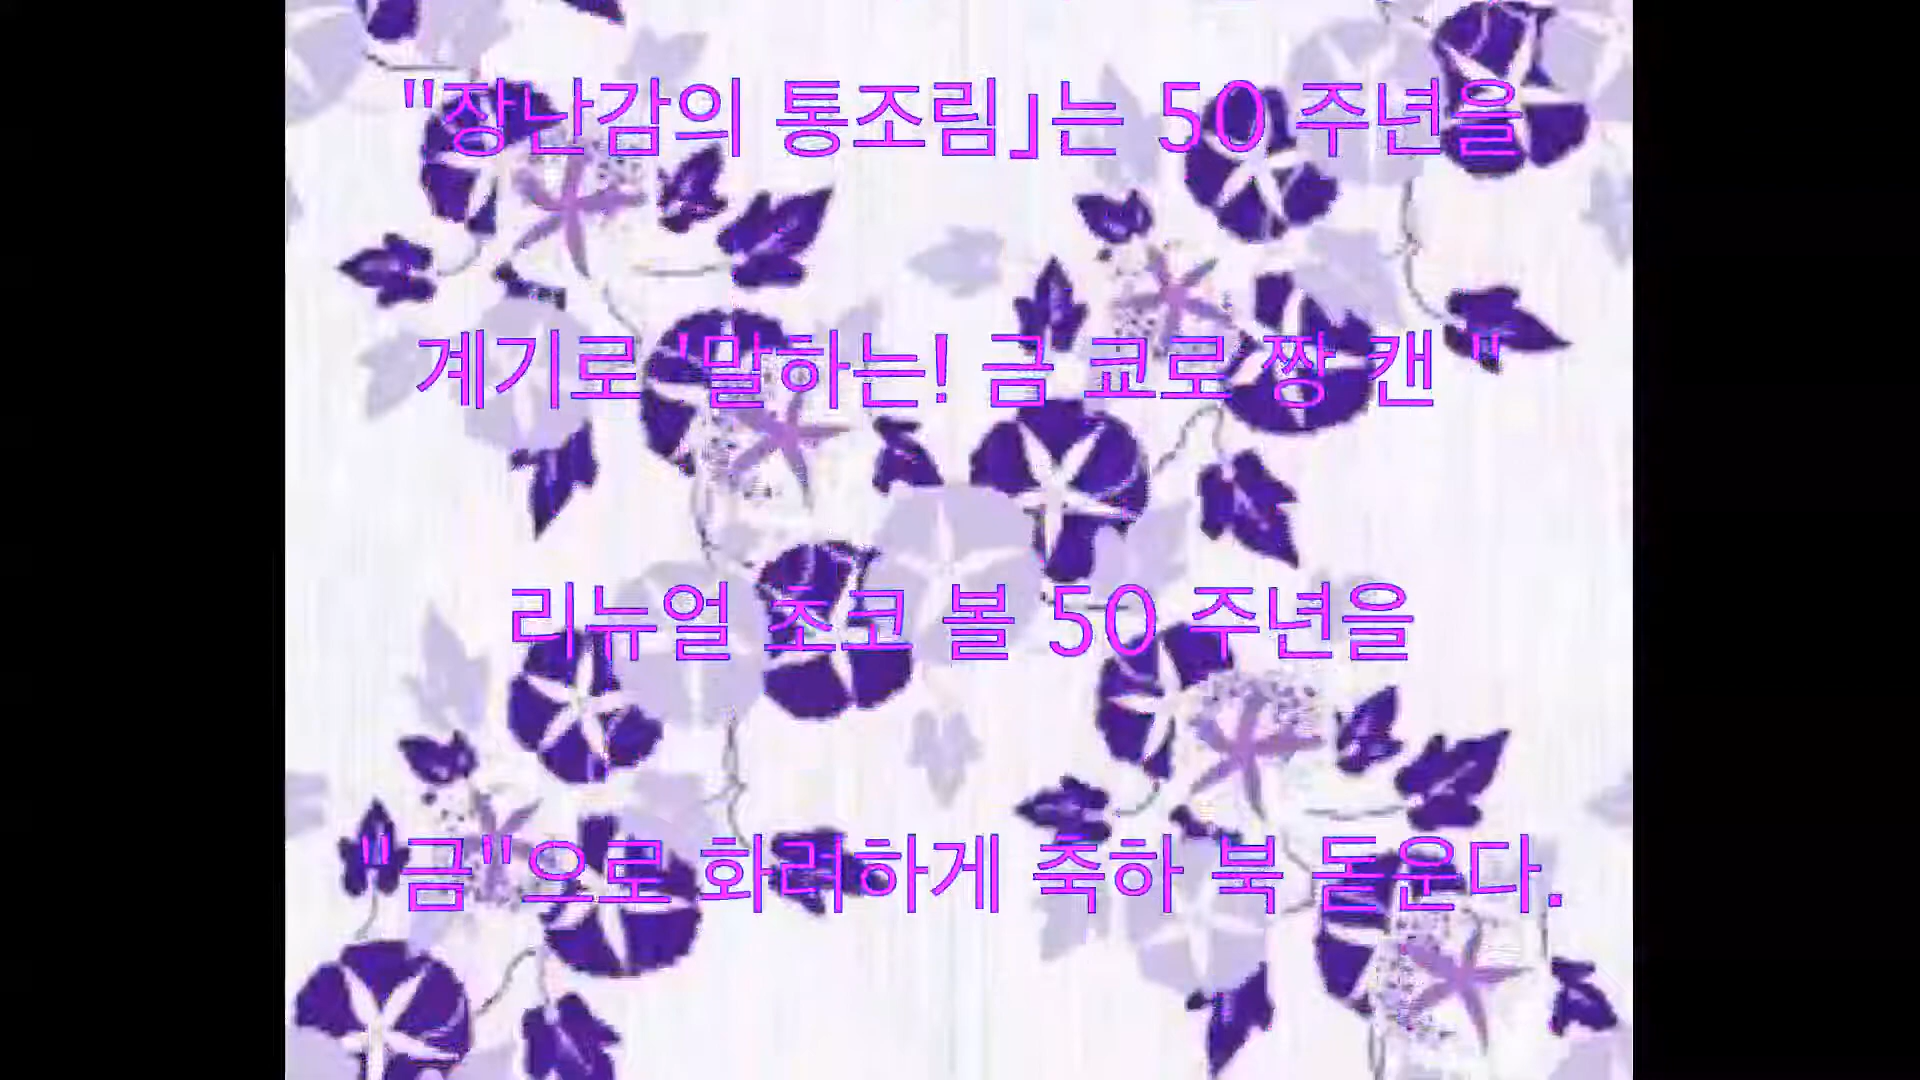 "장난감의 통조림」는 50 주년을
계기로 '말하는! 금 쿄로 짱 캔 "
리뉴얼 초코 볼 50 주년을
"금"으로 화려하게 축하 북 돋운다.